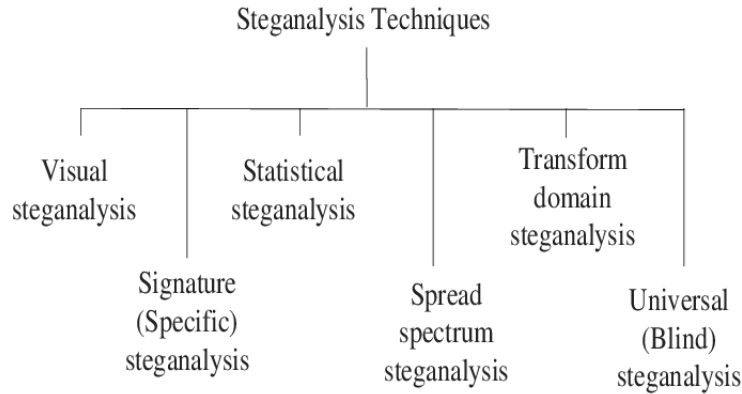 Steganalysis Techniques
Visual
steganalysis
Signature
(Specific)
steganalysis
Statistical
steganalysis
Spread
spectrum
steganalysis
Transform
domain
steganalysis
Universal
(Blind)
steganalysis